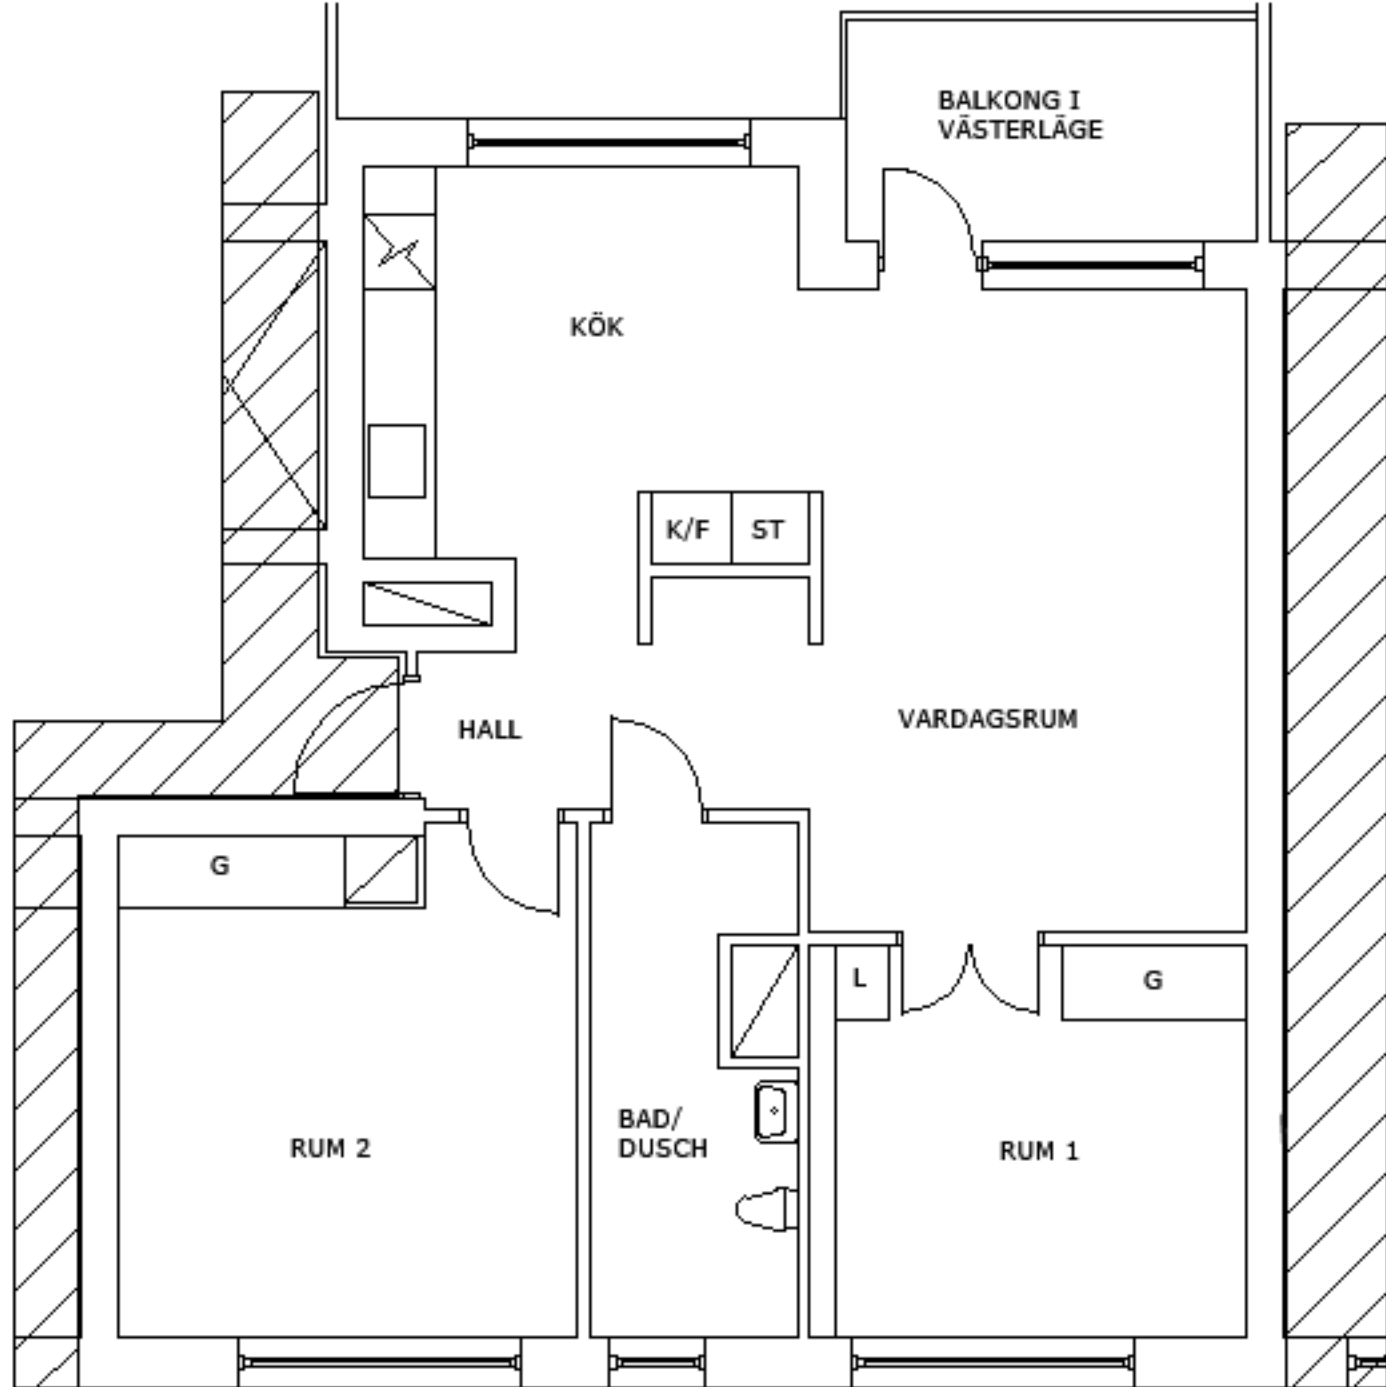 BALKONG I
VÄSTERLÄGE
KÖK
K/F ST
HALL
VARDAGSRUM
G
L
G
BAD/
DUSCH
RUM 2
RUM 1